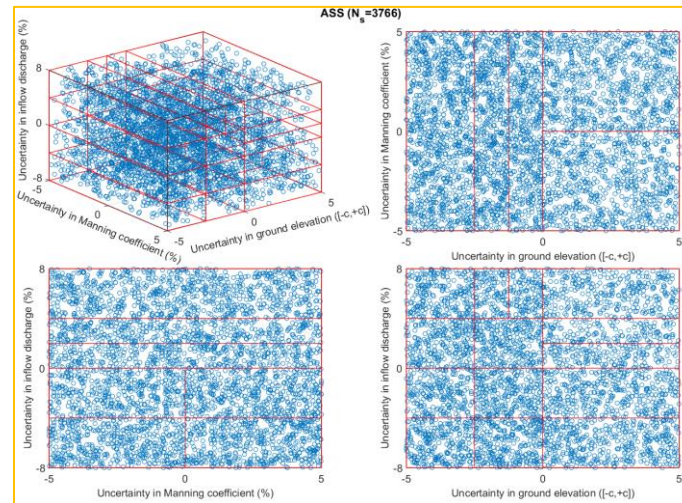 ASS (N_s=3766)
Uncertainty in inflow discharge (%)
8
0
-8
-5
0
5
Uncertainty in Manning coefficient (%)
-5
0
5
Uncertainty in ground elevation ([-c,+c])
Uncertainty in Manning coefficient (%)
5
0
-5
-5
0
5
Uncertainty in ground elevation ([-c,+c])
Uncertainty in inflow discharge (%)
8
0
-8
-5
0
5
Uncertainty in Manning coefficient (%)
Uncertainty in inflow discharge (%)
8
0
-8
-5
0
5
Uncertainty in ground elevation ([-c,+c])